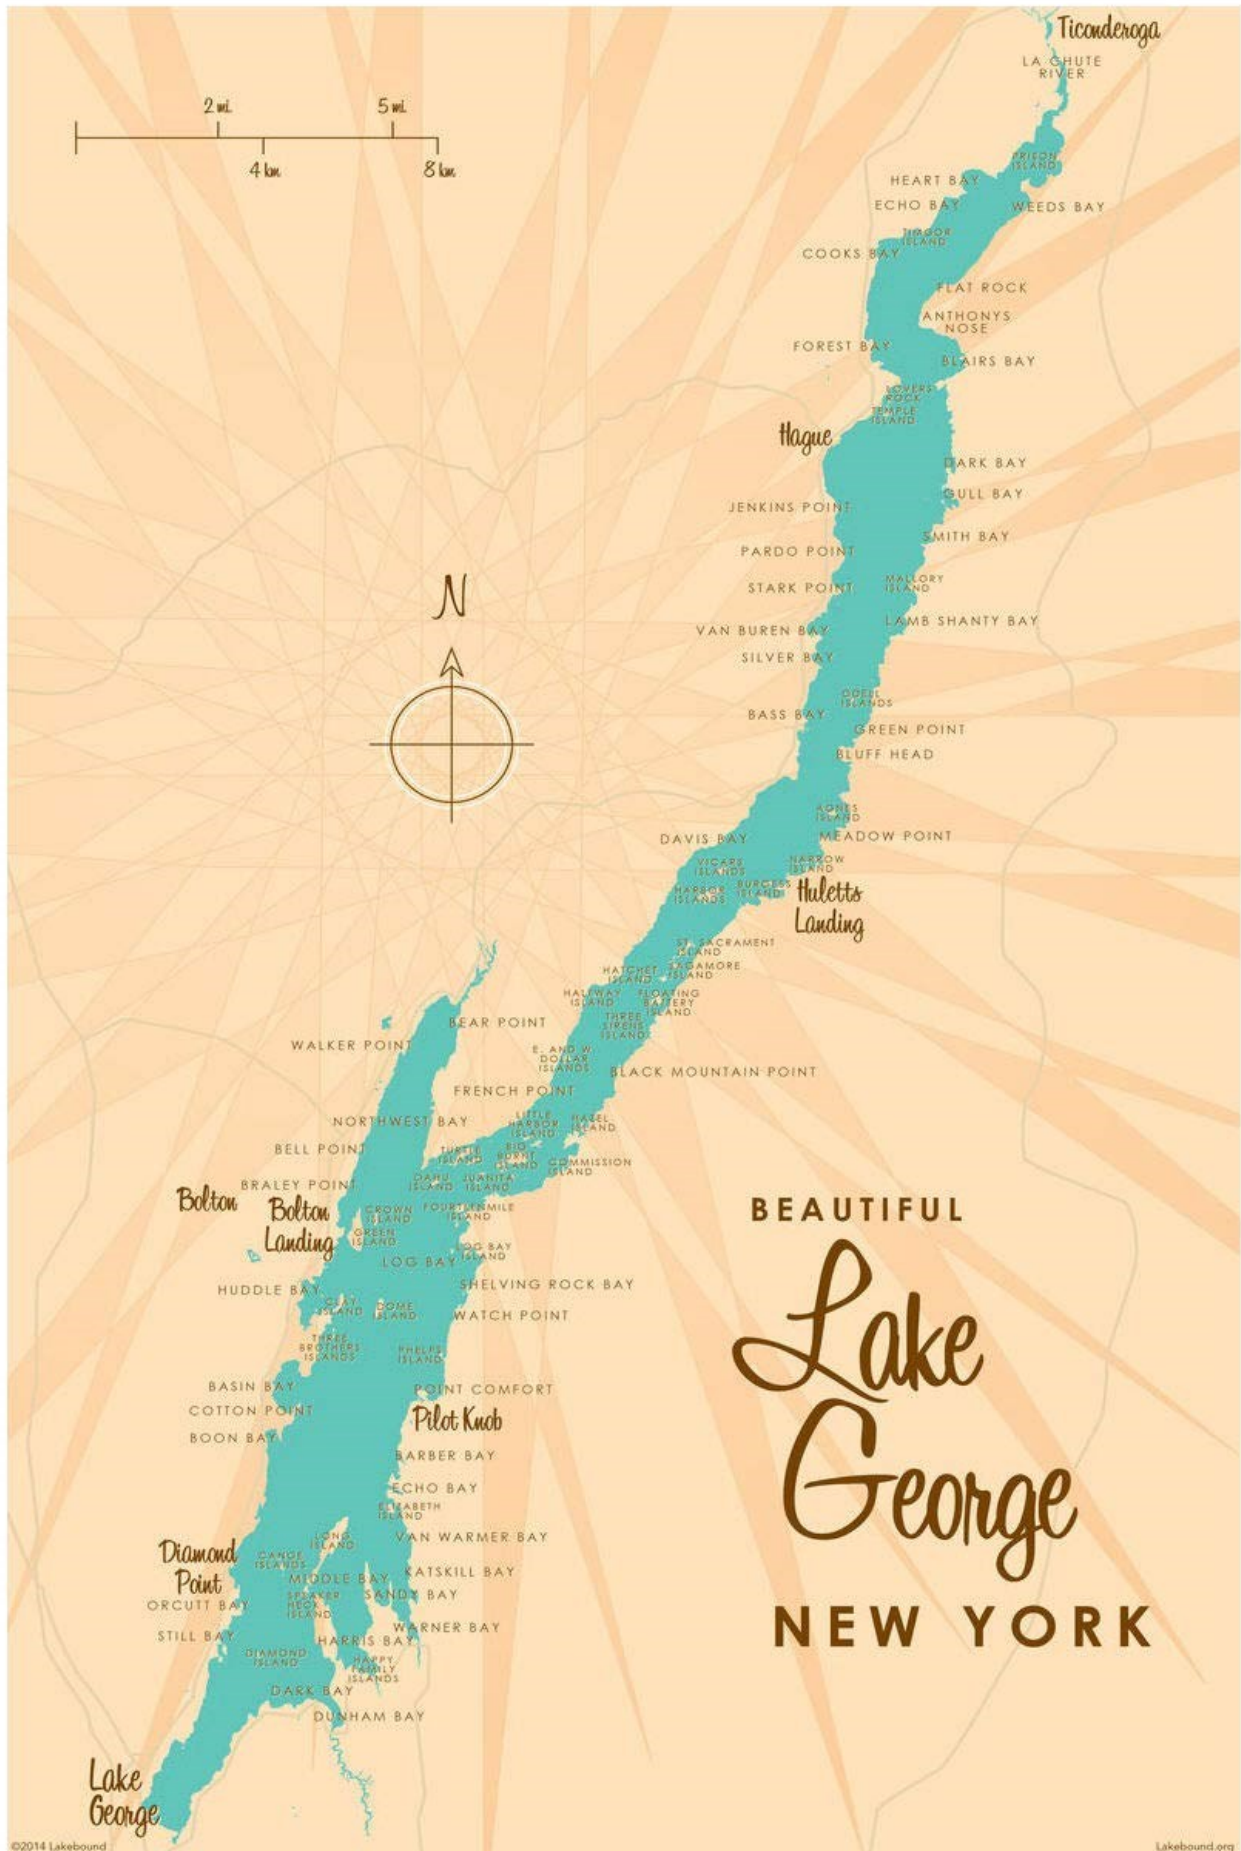 Ticonderoga
LA CHUTE
RIVER
2 mi.
5 mi.
4 km
8 km
PRISON
ISLAND
HEART BAY
ECHO BAY
WEEDS BAY
ISLAND
COOKS BAY
FLAT ROCK
ANTHONYS
NOSE
FOREST BAY
BLAIRS BAY
LOVERS
ROCK
TEMPLE
ISLAND
Hague
DARK BAY
GULL BAY
JENKINS POINT
SMITH BAY
PARDO POINT
MALLORY
ISLAND
STARK POINT
N
LAMB SHANTY BAY
VAN BUREN BAY
SILVER BAY
ODELL
ISLANDS
BASS BAY
GREEN POINT
BLUFF HEAD
AGNES
ISLAND
DAVIS BAY
MEADOW POINT
VICARS
ISLANDS
NARROW
ISLAND
HARBOR
ISLANDS
BURGESS
ISLAND
Huletts
Landing
ST. SACRAMENT
ISLAND
HATCHET
ISLAND
SAGAMORE
ISLAND
HALFWAY
ISLAND
FLOATING
BATTERY
ISLAND
THREE
SIRENS
ISLAND
BEAR POINT
WALKER POINT
E. AND W.
DOLLAR
ISLANDS
BLACK MOUNTAIN POINT
FRENCH POINT
LITTLE
HARBOR
ISLAND
HAZEL
ISLAND
NORTHWEST BAY
BELL POINT
TURTLE
ISLAND
BIG
BURNT
ISLAND
COMMISSION
ISLAND
BRALEY POINT
OAHU
ISLAND
JUANITA
ISLAND
Bolton
Bolton
Landing
CROWN
ISLAND
FOURTEENMILE
ISLAND
GREEN
ISLAND
LOG BAY
LOG BAY
ISLAND
HUDDLE BAY
SHELVING ROCK BAY
CLAY
ISLAND
DOME
ISLAND
WATCH POINT
THREE
BROTHERS
ISLANDS
PHELPS
ISLAND
BASIN BAY
POINT COMFORT
COTTON POINT
Pilot Knob
BOON BAY
BARBER BAY
ECHO BAY
ELIZABETH
ISLAND
LONG
ISLAND
VAN WARMER BAY
Diamond
Point
CANOE
ISLANDS
MIDDLE BAY
KATSKILL BAY
ORCUTT BAY
SPEAKER
HECK
ISLAND
SANDY BAY
STILL BAY
WARNER BAY
HARRIS BAY
DIAMOND
ISLAND
HAPPY
FAMILY
ISLANDS
DARK BAY
DUNHAM BAY
Lake
George
BEAUTIFUL
Lake
George
NEW YORK
©2014 Lakebound
Lakebound.org